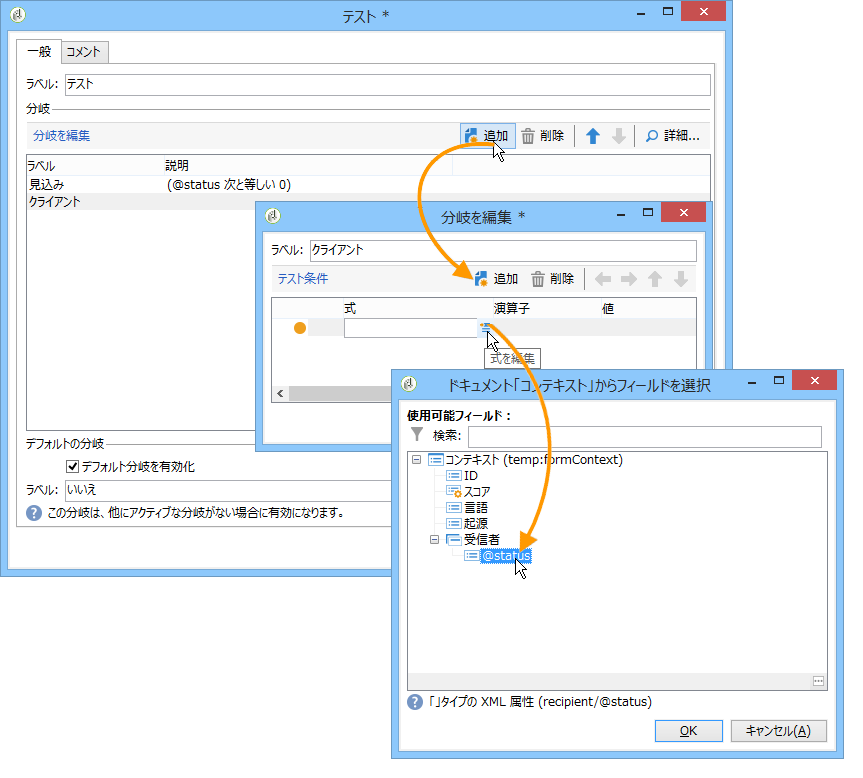 テスト *
一般 コメント
ラベル: テスト
分岐
分岐を編集 追加 削除 詳細...
ラベル 説明
見込み (@status 次と等しい 0)
クライアント
分岐を編集 *
ラベル: クライアント
テスト条件 追加 削除
式 演算子 値
式を編集
デフォルトの分岐
デフォルト分岐を有効化
ラベル: いいえ
この分岐は、他にアクティブな分岐がない場合に有効になります。
ドキュメント「コンテキスト」からフィールドを選択
使用可能フィールド :
検索:
コンテキスト (temp:formContext)
ID
スコア
言語
起源
受信者
@status
「」タイプの XML 属性 (recipient/@status)
OK キャンセル(A)